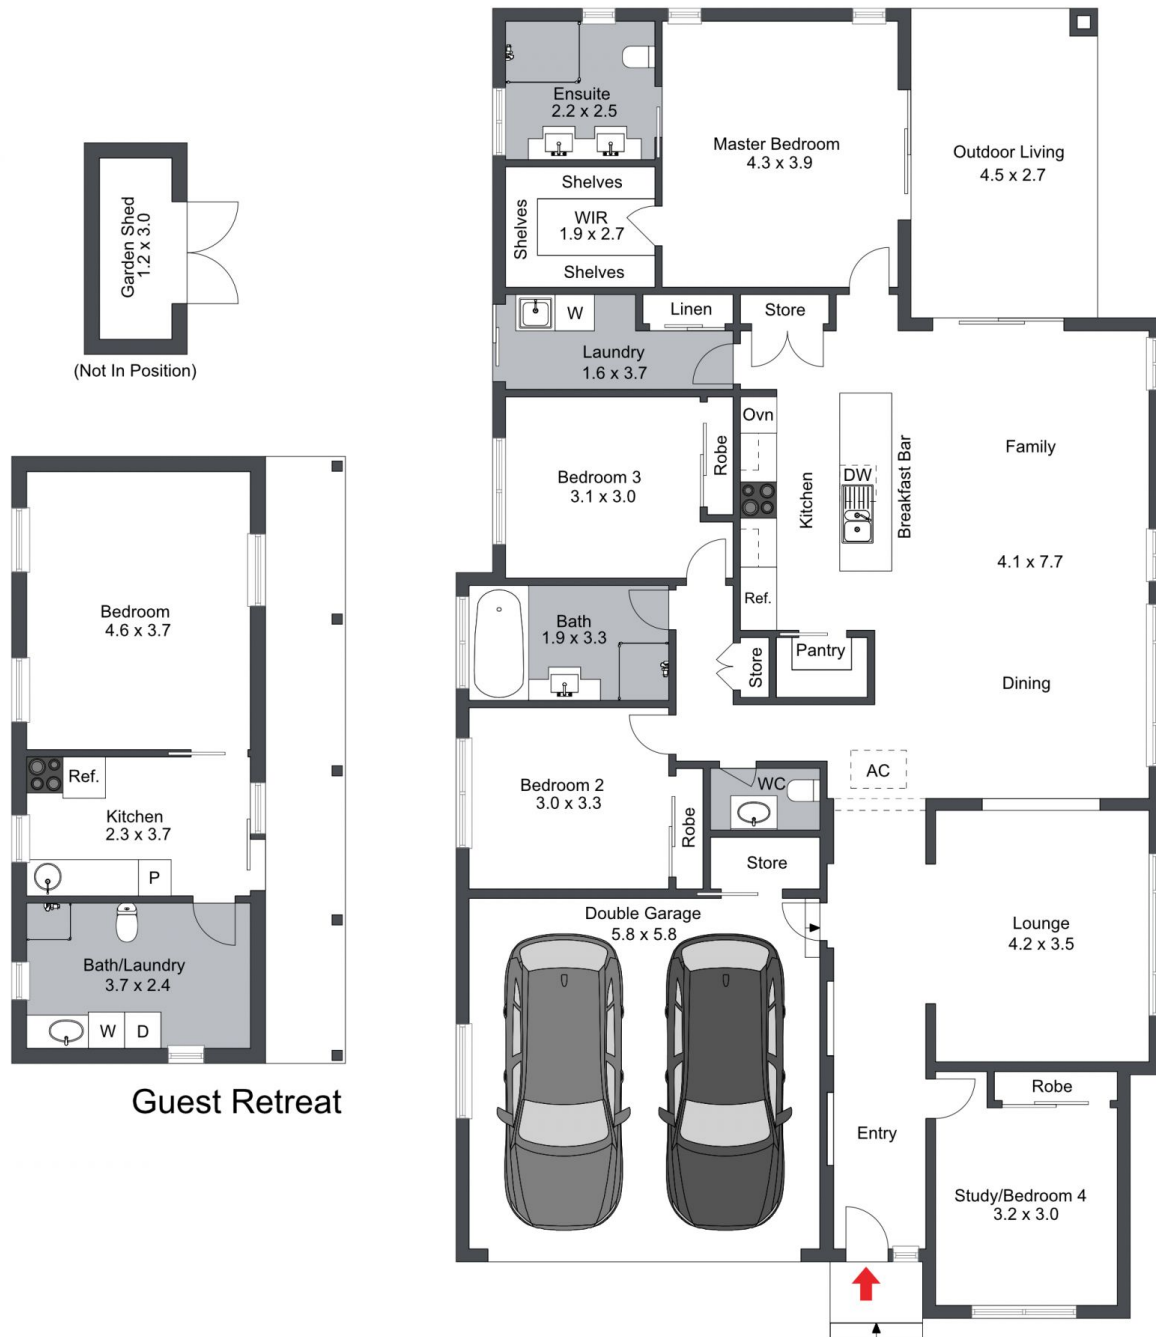 Ensuite
2.2 x 2.5
Master Bedroom
4.3 x 3.9
Outdoor Living
4.5 x 2.7
Shelves
Shelves
WIR
1.9 x 2.7
Shelves
Garden Shed
1.2 x 3.0
(Not In Position)
W
Linen
Store
Laundry
1.6 x 3.7
Ovn
Robe
Bedroom 3
3.1 x 3.0
Kitchen
DW
Breakfast Bar
Family
4.1 x 7.7
Ref.
Bath
1.9 x 3.3
Store
Pantry
Dining
Bedroom 2
3.0 x 3.3
Robe
WC
AC
Store
Double Garage
5.8 x 5.8
Lounge
4.2 x 3.5
Robe
Entry
Study/Bedroom 4
3.2 x 3.0
Bedroom
4.6 x 3.7
Ref.
Kitchen
2.3 x 3.7
P
Bath/Laundry
3.7 x 2.4
W
D
Guest Retreat